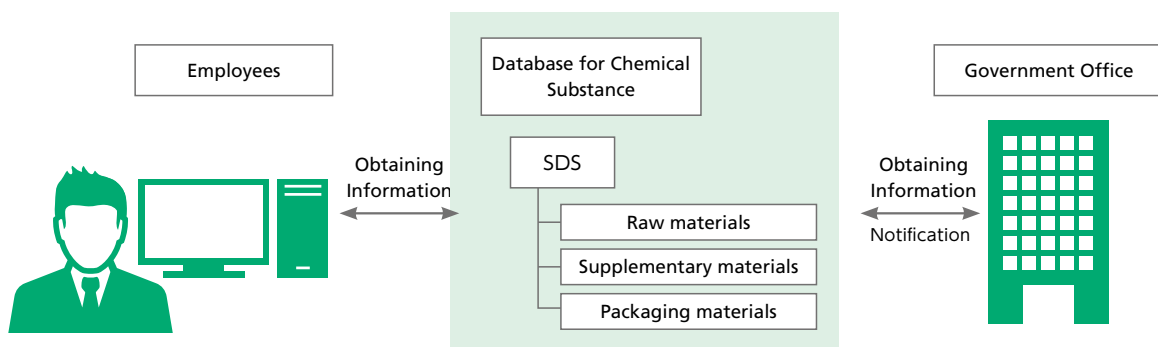 Employees
Database for Chemical
Substance
Government Office
Obtaining
Information
SDS
Raw materials
Supplementary materials
Packaging materials
Obtaining
Information
Notification